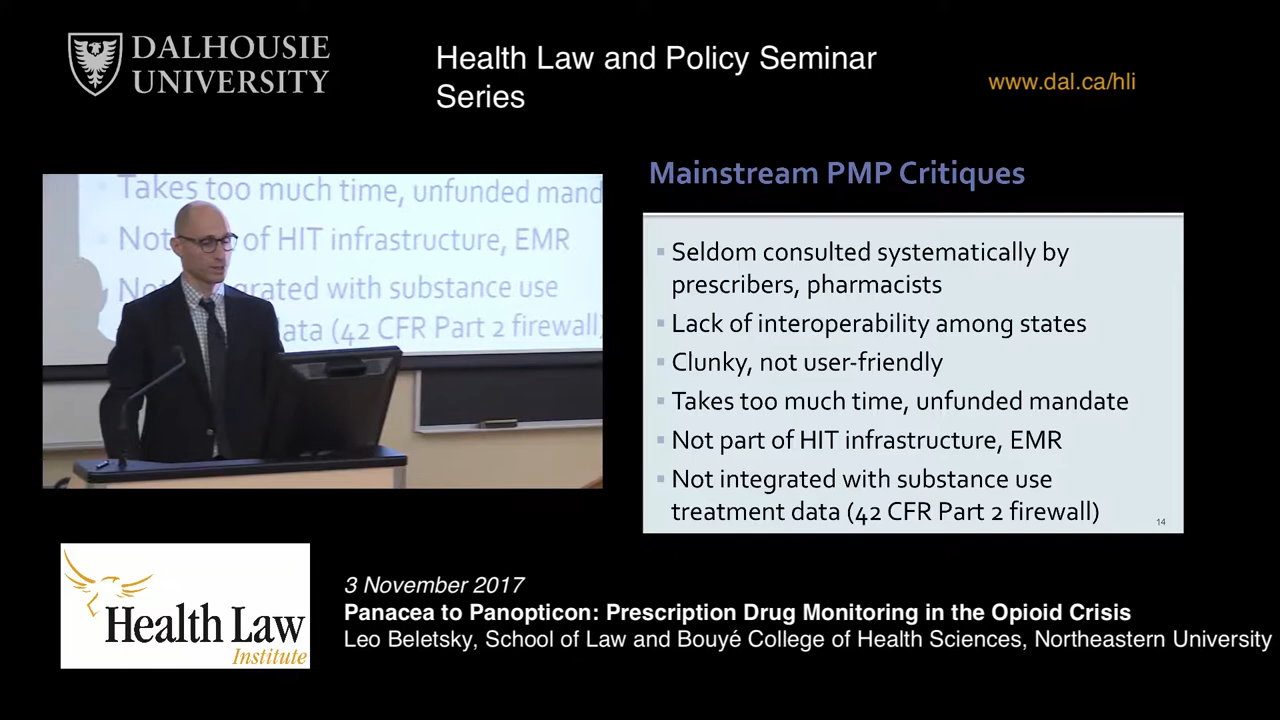 DALHOUSIE
UNIVERSITY
Health Law and Policy Seminar
Series
www.dal.ca/hli
Takes too much time, unfunded mand
Not of HIT infrastructure, EMR
Not grated with substance use
data (42 CFR Part 2 firewall)
Mainstream PMP Critiques
Seldom consulted systematically by
prescribers, pharmacists
Lack of interoperability among states
Clunky, not user-friendly
Takes too much time, unfunded mandate
Not part of HIT infrastructure, EMR
Not integrated with substance use
treatment data (42 CFR Part 2 firewall)
14
Health Law
Institute
3 November 2017
Panacea to Panopticon: Prescription Drug Monitoring in the Opioid Crisis
Leo Beletsky, School of Law and Bouyé College of Health Sciences, Northeastern University